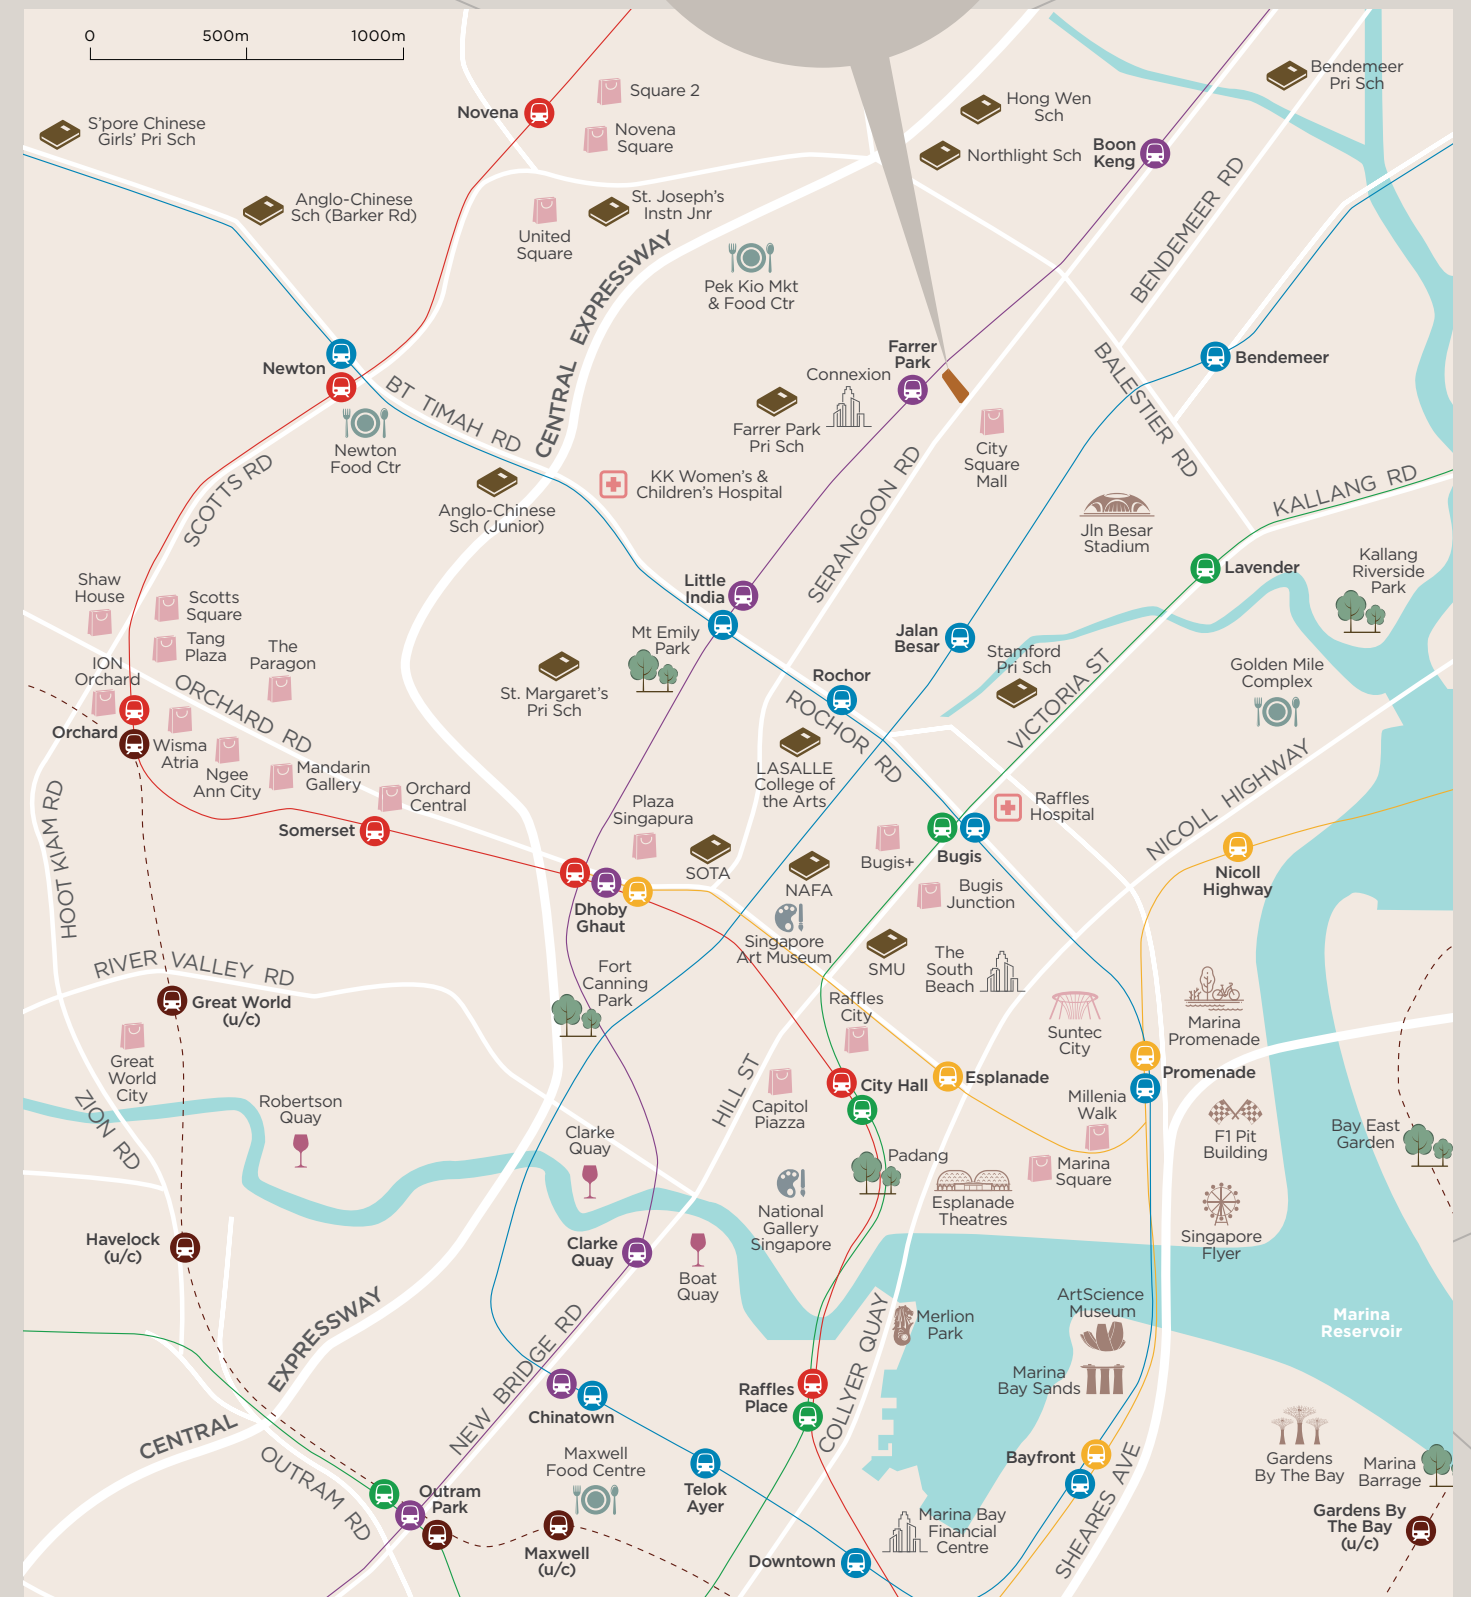 0 500m 1000m
Bendemeer
Pri Sch
Square 2
Hong Wen
Sch
Novena
S'pore Chinese
Girls' Pri Sch
Novena
Square
Boon
Keng
Northlight Sch
Anglo-Chinese
Sch (Barker Rd)
St. Joseph's
Instn Jnr
United
Square
BENDEMEER RD
CENTRAL EXPRESSWAY
Pek Kio Mkt
& Food Ctr
Farrer
Park
Bendemeer
Newton
Connexion
BT TIMAH RD
BALESTIER RD
Farrer Park
Pri Sch
City
Square
Mall
Newton
Food Ctr
SCOTTS RD
KK Women's &
Children's Hospital
Anglo-Chinese
Sch (Junior)
SERANGOON RD
KALLANG RD
Jln Besar
Stadium
Kallang
Riverside
Park
Lavender
Shaw
House
Little
India
Scotts
Square
Tang
Plaza
The
Paragon
Mt Emily
Park
Jalan
Besar
Stamford
Pri Sch
ION
Orchard
St. Margaret's
Pri Sch
Rochor
Golden Mile
Complex
ORCHARD RD
ROCHOR RD
VICTORIA ST
Orchard
Wisma
Atria
Ngee
Ann City
Mandarin
Gallery
LASALLE
College of
the Arts
NICOLL HIGHWAY
Orchard
Central
HOOT KIAM RD
Plaza
Singapura
Raffles
Hospital
Somerset
Bugis+
Bugis
Nicoll
Highway
SOTA
NAFA
Bugis
Junction
Dhoby
Ghaut
Singapore
Art Museum
SMU
The
South
Beach
RIVER VALLEY RD
Fort
Canning
Park
Great World
(u/c)
Raffles
City
Suntec
City
Marina
Promenade
Great
World
City
HILL ST
City Hall
Esplanade
Promenade
Millenia
Walk
Capitol
Piazza
Robertson
Quay
ZION RD
Clarke
Quay
F1 Pit
Building
Bay East
Garden
Padang
Marina
Square
Esplanade
Theatres
National
Gallery
Singapore
Singapore
Flyer
Havelock
(u/c)
Clarke
Quay
Boat
Quay
ArtScience
Museum
Merlion
Park
Marina
Reservoir
EXPRESSWAY
NEW BRIDGE RD
COLLYER QUAY
Marina
Bay Sands
Raffles
Place
Chinatown
CENTRAL
OUTRAM RD
Maxwell
Food Centre
Bayfront
Gardens
By The Bay
Marina
Barrage
Outram
Park
Telok
Ayer
SHEARES AVE
Marina Bay
Financial
Centre
Gardens By
The Bay
(u/c)
Maxwell
(u/c)
Downtown